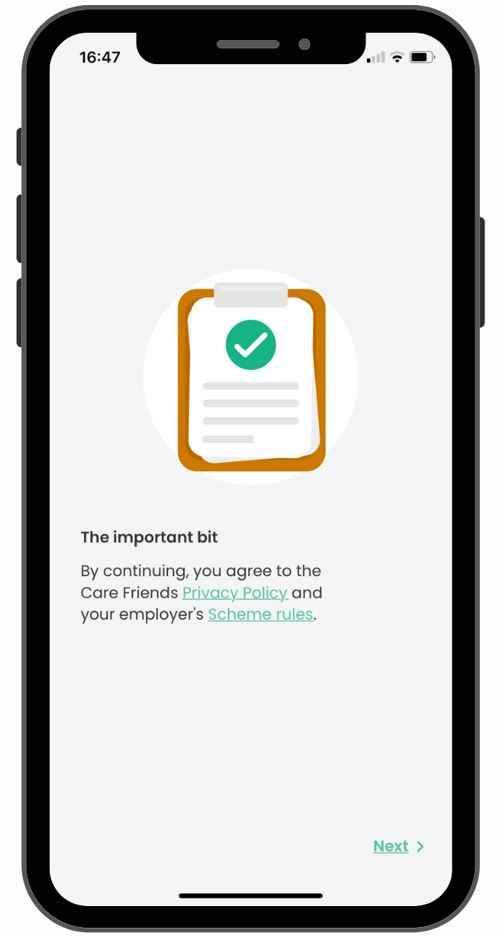 16:47
The important bit
By continuing, you agree to the
Care Friends Privacy Policy and
your employer's Scheme rules.
Next